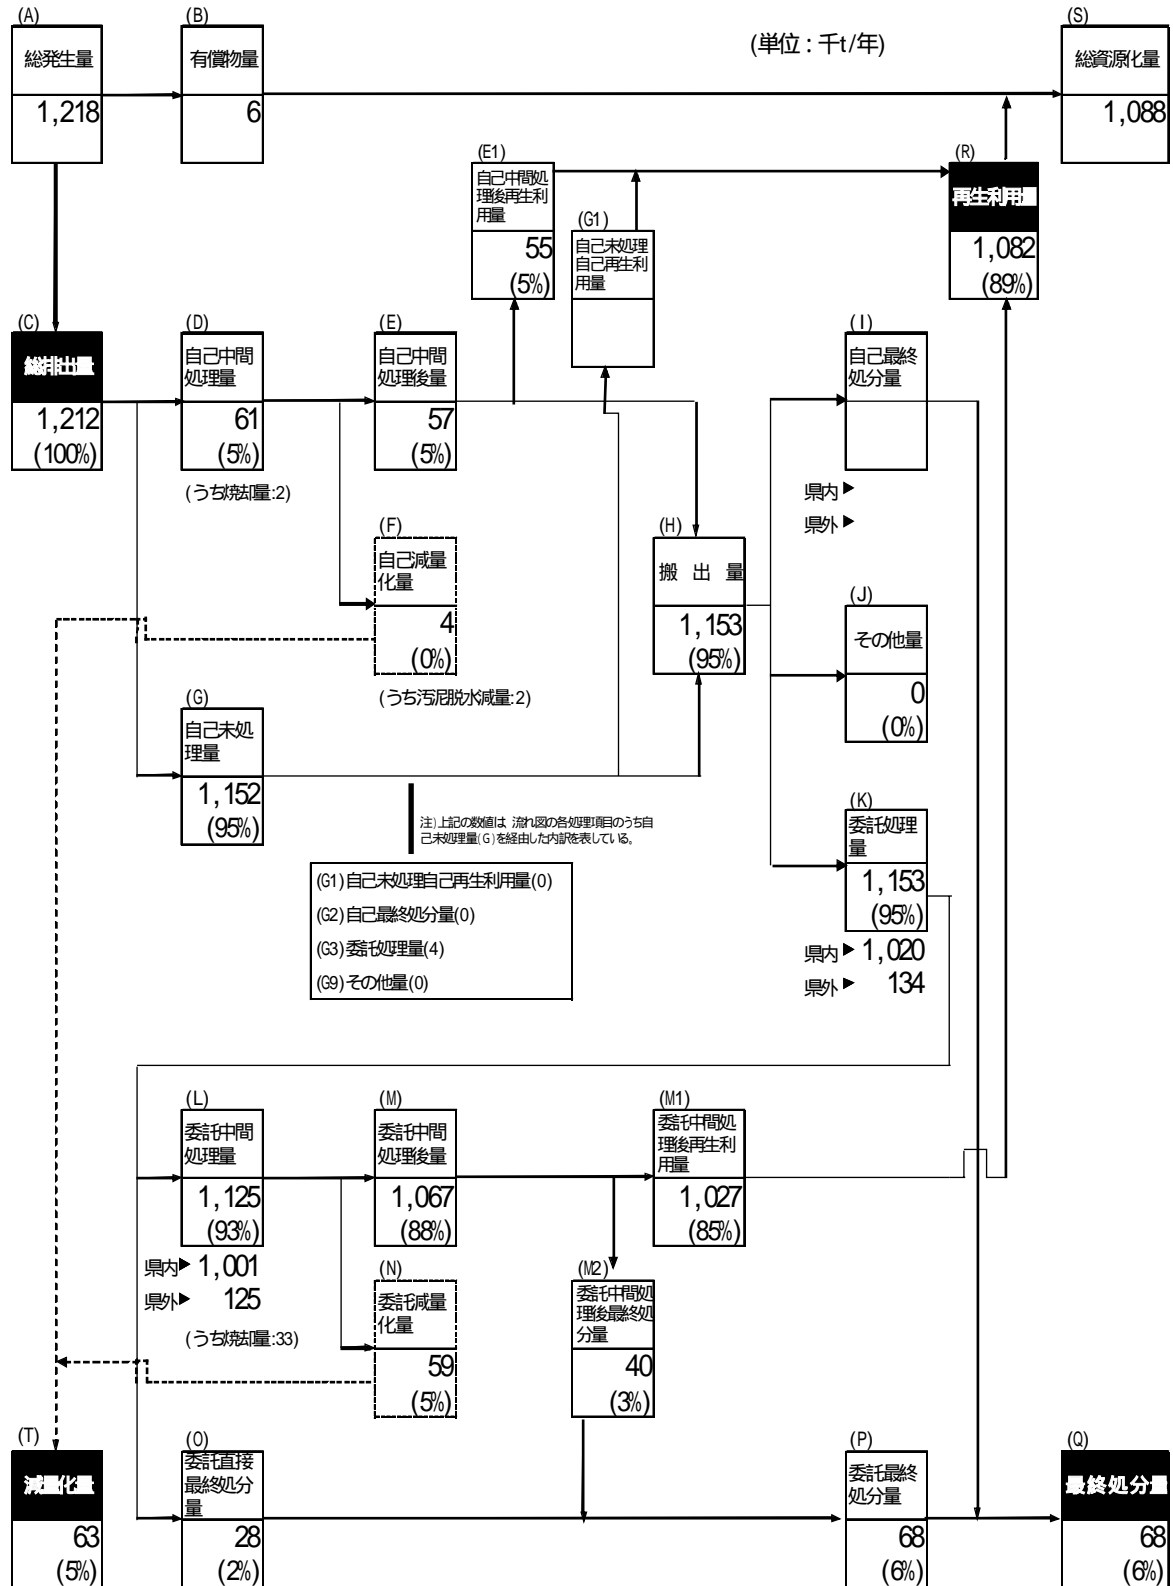 (A)
総発生量
1,218
(B)
有償物量
6
(単位:千t/年)
(S)
総資源化量
1,088
(E1)
自己中間処
理後再生利
用量
55
(5%)
(G1)
自己未処理
自己再生利
用量
(R)
再生利用量
1,082
(89%)
(C)
総排出量
1,212
(100%)
(D)
自己中間
処理量
61
(5%)
(うち焼却量:2)
(E)
自己中間
処理後量
57
(5%)
(I)
自己最終
処分量
県内▶
県外▶
(F)
自己減量
化量
4
(0%)
(うち汚泥脱水減量:2)
(H)
搬 出 量
1,153
(95%)
(J)
その他量
0
(0%)
(G)
自己未処
理量
1,152
(95%)
注)上記の数値は 流れ図の各処理項目のうち自
己未処理量(G)を経由した内訳を表している。
(G1)自己未処理自己再生利用量(0)
(G2)自己最終処分量(0)
(G3)委託処理量(4)
(G9)その他量(0)
(K)
委託処理
量
1,153
(95%)
県内▶ 1,020
県外▶ 134
(L)
委託中間
処理量
1,125
(93%)
県内▶ 1,001
県外▶ 125
(うち焼却量:33)
(M)
委託中間
処理後量
1,067
(88%)
(M1)
委託中間処
理後再生利
用量
1,027
(85%)
(N)
委託減量
化量
59
(5%)
(M2)
委託中間処
理後最終処
分量
40
(3%)
(T)
減量化量
63
(5%)
(O)
委託直接
最終処分
量
28
(2%)
(P)
委託最終
処分量
68
(6%)
(Q)
最終処分量
68
(6%)